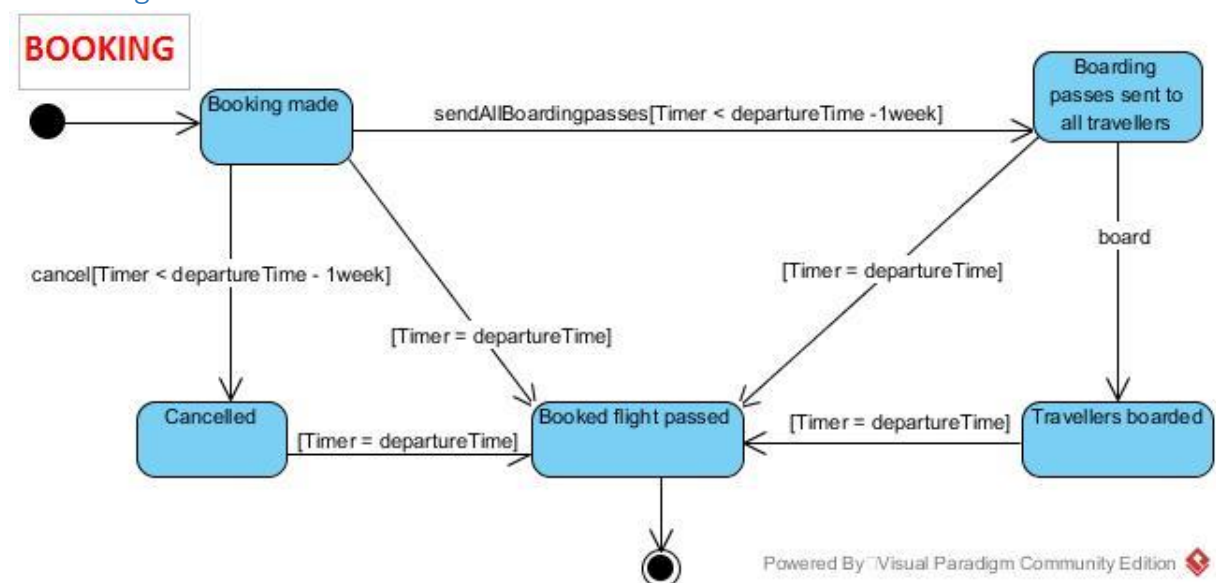 BOOKING
Booking made
sendAllBoardingpasses[Timer < departureTime -1week]
Boarding
passes sent to
all travellers
cancel[Timer < departureTime - 1week]
[Timer = departureTime]
[Timer = departureTime]
board
Cancelled
[Timer = departureTime]
Booked flight passed
[Timer = departureTime]
Travellers boarded
Powered By Visual Paradigm Community Edition